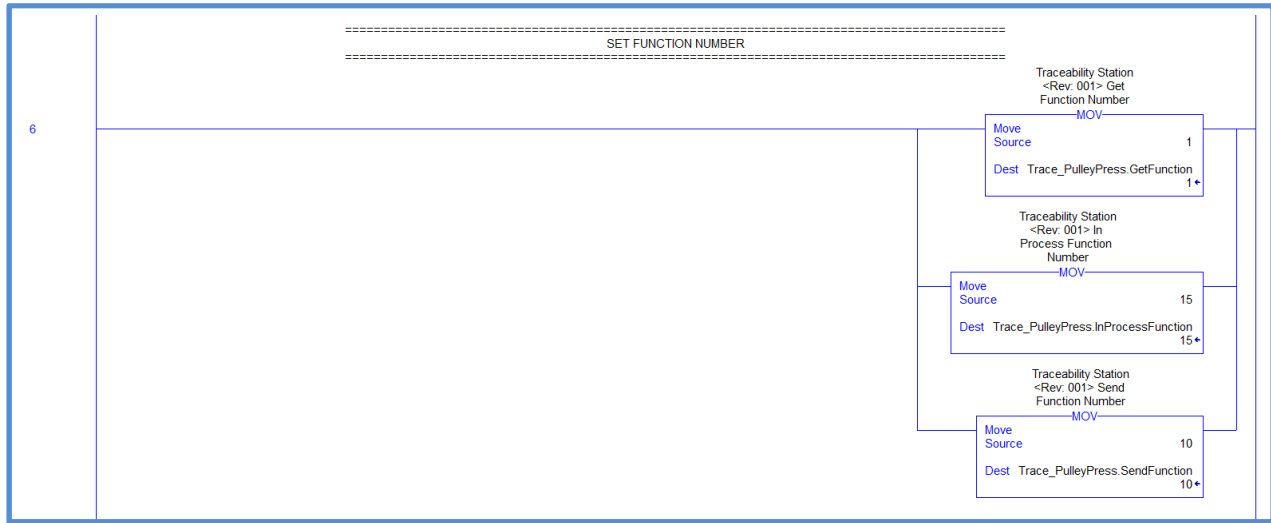 ==========================================================================================
SET FUNCTION NUMBER
==========================================================================================
6
Traceability Station
<Rev: 001> Get
Function Number
MOV
Move
Source 1
Dest Trace_PulleyPress.GetFunction
1
Traceability Station
<Rev: 001> In
Process Function
Number
MOV
Move
Source 15
Dest Trace_PulleyPress.InProcessFunction
15
Traceability Station
<Rev: 001> Send
Function Number
MOV
Move
Source 10
Dest Trace_PulleyPress.SendFunction
10